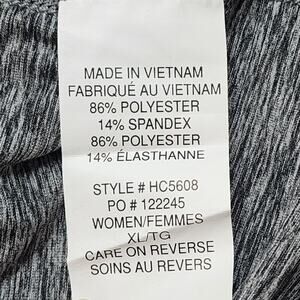 MADE IN VIETNAM
FABRIQUÉ AU VIETNAM
86% POLYESTER
14% SPANDEX
86% POLYESTER
14% ÉLASTHANNE
STYLE # HC5608
PO # 122245
WOMEN/FEMMES
XL/TG
CARE ON REVERSE
SOINS AU REVERS